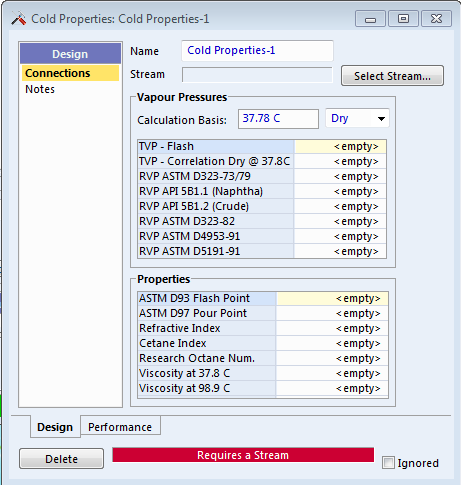 Cold Properties: Cold Properties-1
Design
Connections
Notes
Name Cold Properties-1
Stream Select Stream...
Vapour Pressures
Calculation Basis: 37.78 C Dry
TVP - Flash <empty>
TVP - Correlation Dry @ 37.8C <empty>
RVP ASTM D323-73/79 <empty>
RVP API 5B1.1 (Naphtha) <empty>
RVP API 5B1.2 (Crude) <empty>
RVP ASTM D323-82 <empty>
RVP ASTM D4953-91 <empty>
RVP ASTM D5191-91 <empty>
Properties
ASTM D93 Flash Point <empty>
ASTM D97 Pour Point <empty>
Refractive Index <empty>
Cetane Index <empty>
Research Octane Num. <empty>
Viscosity at 37.8 C <empty>
Viscosity at 98.9 C <empty>
Design Performance
Delete Requires a Stream Ignored